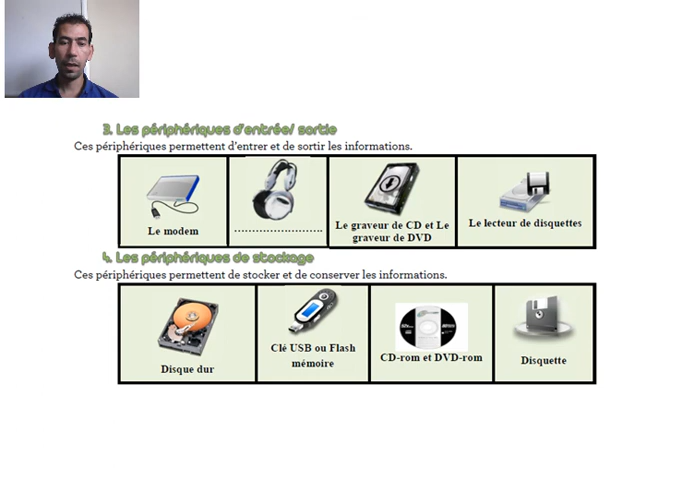 3. Les périphériques d'entrée/ sortie
Ces périphériques permettent d'entrer et de sortir les informations.
Le modem
.........................
Le graveur de CD et Le
graveur de DVD
Le lecteur de disquettes
4. Les périphériques de stockage
Ces périphériques permettent de stocker et de conserver les informations.
Disque dur
Clé USB ou Flash
mémoire
CD-rom et DVD-rom
Disquette